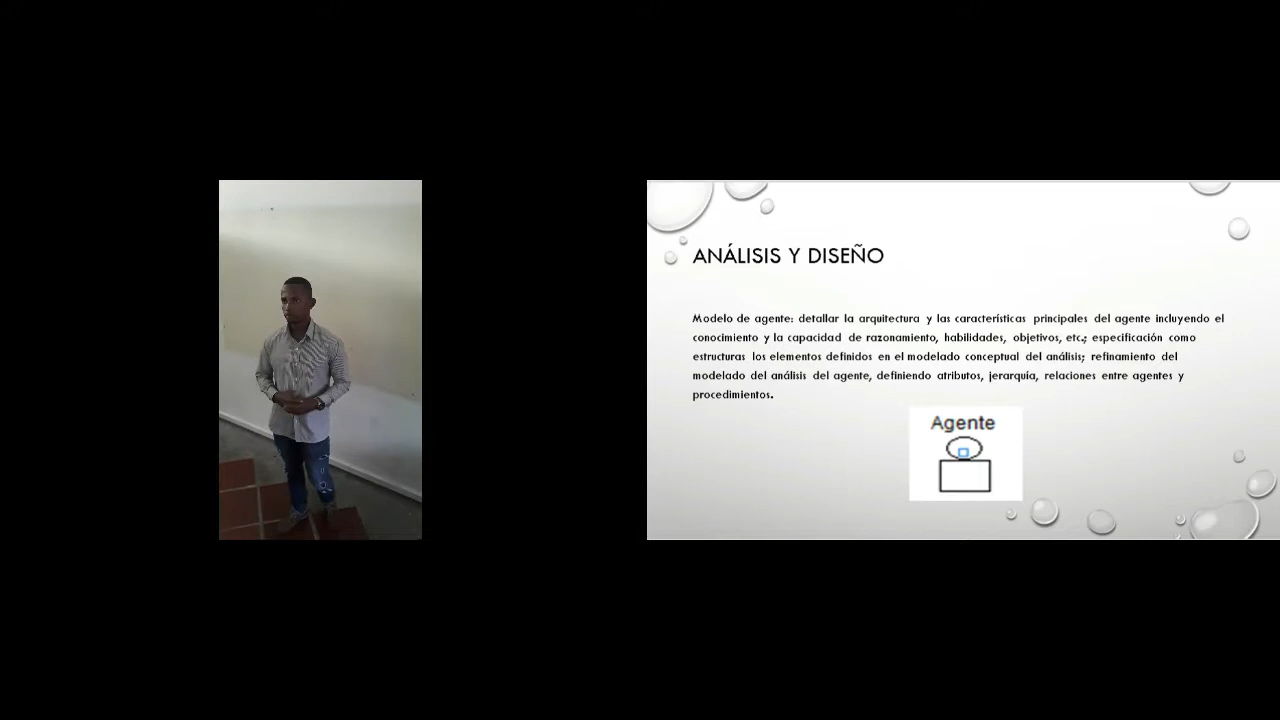 ANÁLISIS Y DISEÑO
Modelo de agente: detallar la arquitectura y las características principales del agente incluyendo el
conocimiento y la capacidad de razonamiento, habilidades, objetivos, etc.; especificación como
estructuras los elementos definidos en el modelado conceptual del análisis; refinamiento del
modelado del análisis del agente, definiendo atributos, jerarquía, relaciones entre agentes y
procedimientos.
Agente